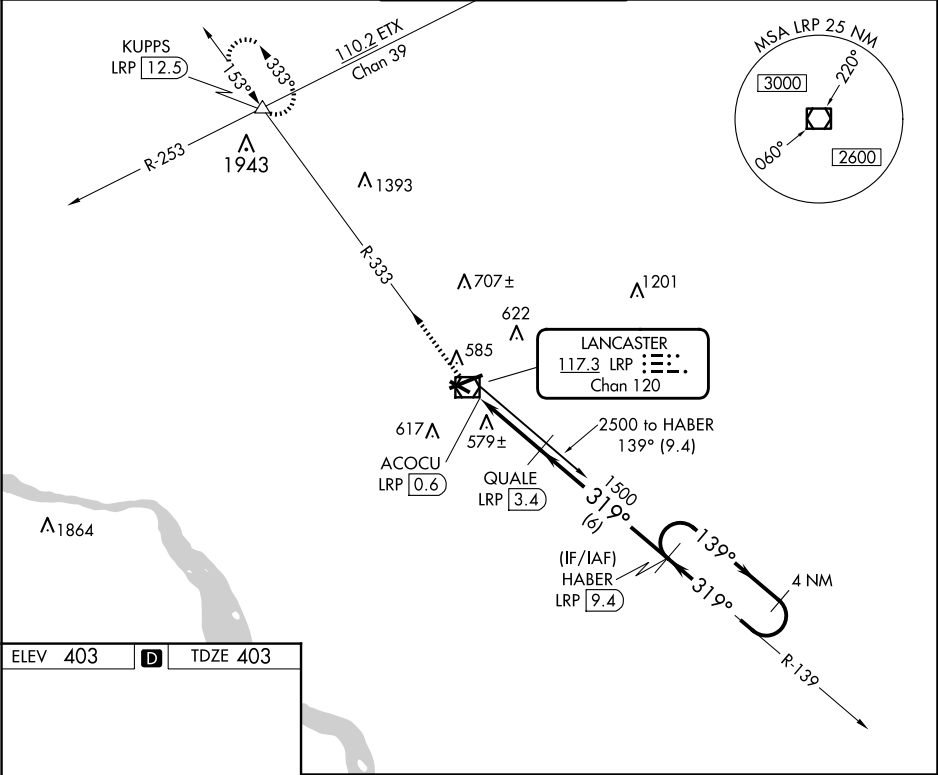 KUPPS
LRP 12.5
153°
333°
110.2 ETX
Chan 39
MSA LRP 25 NM
3000
220°
060°
2600
R-253
1943
1393
R-333
707±
1201
622
585
LANCASTER
117.3 LRP
Chan 120
617
579±
2500 to HABER
139° (9.4)
ACOCU
LRP 0.6
QUALE
LRP 3.4
1500
319°
(6)
1864
(IF/IAF)
HABER
LRP 9.4
139°
319°
4 NM
R-139
ELEV 403 D TDZE 403